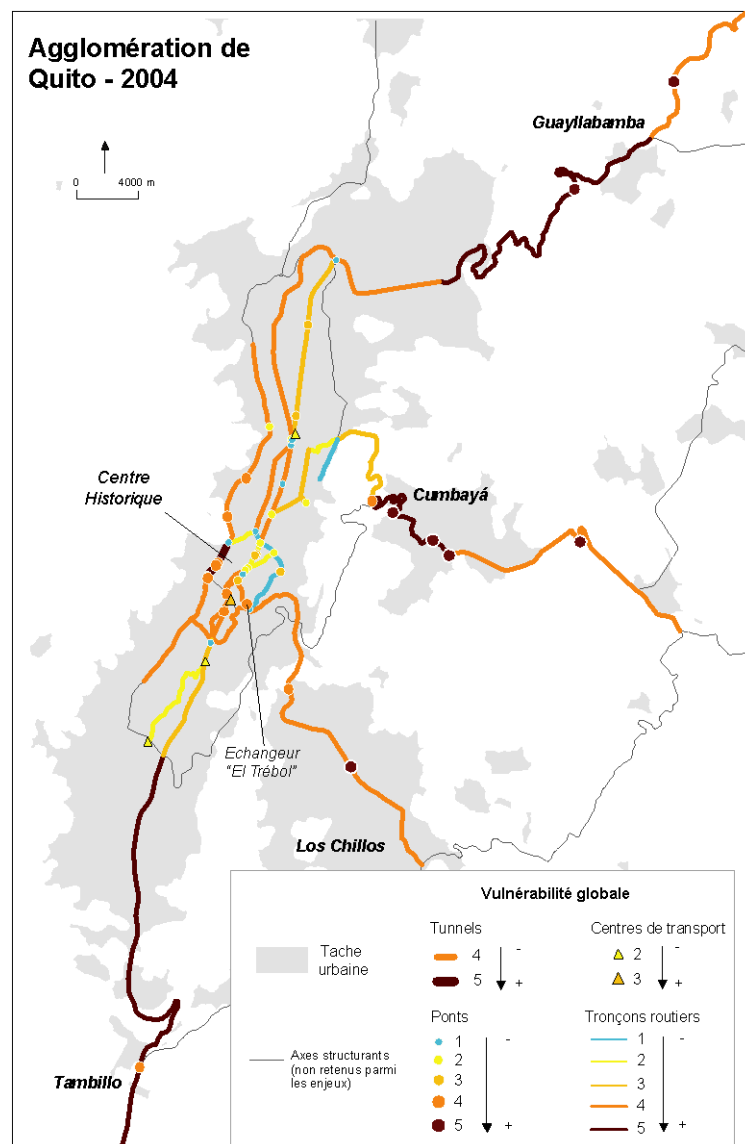 Agglomération de
Quito - 2004
0 4000 m
Guayllabamba
Centre
Historique
Cumbayá
Echangeur
"El Trébol"
Los Chillos
Tambillo
Vulnérabilité globale
Tache
urbaine
Axes structurants
(non retenus parmi
les enjeux)
Tunnels
4 -
5 +
Centres de transport
2 -
3 +
Ponts
1 -
2
3
4
5 +
Tronçons routiers
1 -
2
3
4
5 +